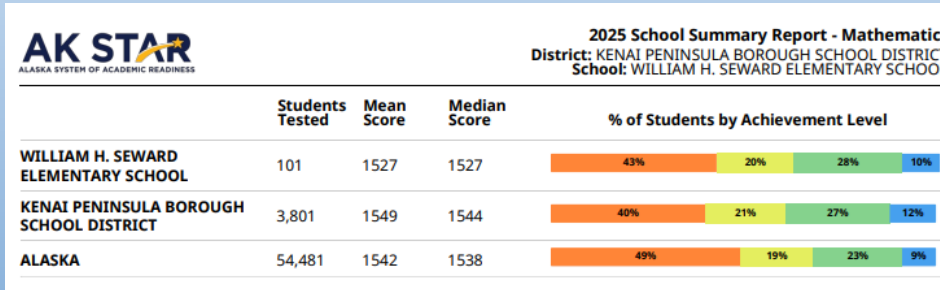 AK STAR
ALASKA SYSTEM OF ACADEMIC READINESS
2025 School Summary Report - Mathematic
District: KENAI PENINSULA BOROUGH SCHOOL DISTRIC
School: WILLIAM H. SEWARD ELEMENTARY SCHOO
Students Tested Mean Score Median Score % of Students by Achievement Level
WILLIAM H. SEWARD ELEMENTARY SCHOOL 101 1527 1527 43% 20% 28% 10%
KENAI PENINSULA BOROUGH SCHOOL DISTRICT 3,801 1549 1544 40% 21% 27% 12%
ALASKA 54,481 1542 1538 49% 19% 23% 9%